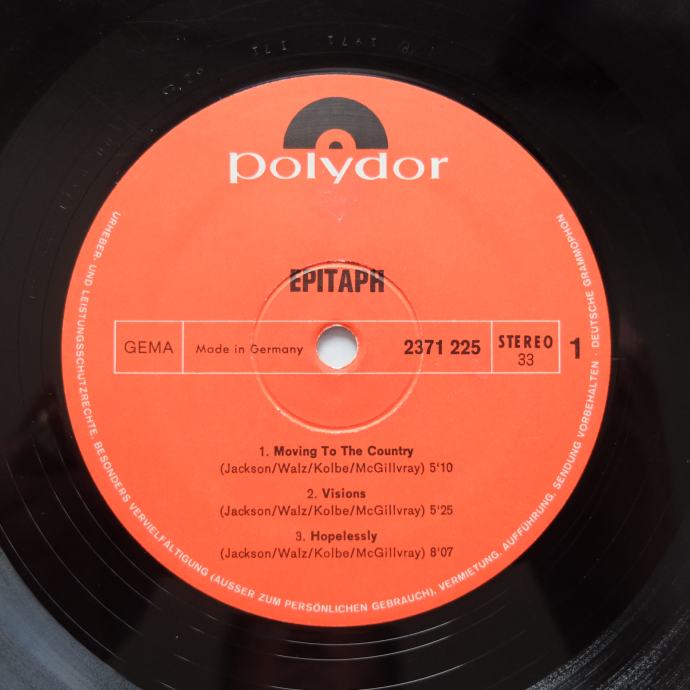 polydor
EPITAPH
GEMA
Made in Germany
2371 225
STEREO
33
1
1. Moving To The Country
(Jackson/Walz/Kolbe/McGillvray) 5'10
2. Visions
(Jackson/Walz/Kolbe/McGillvray) 5'25
3. Hopelessly
(Jackson/Walz/Kolbe/McGillvray) 8'07
URHEBER- UND LEISTUNGSSCHUTZRECHTE, BESONDERS VERVIELFÄLTIGUNG (AUSSER ZUM PERSÖNLICHEN GEBRAUCH), VERMIETUNG, AUFFÜHRUNG, SENDUNG VORBEHALTEN · DEUTSCHE GRAMMOPHON